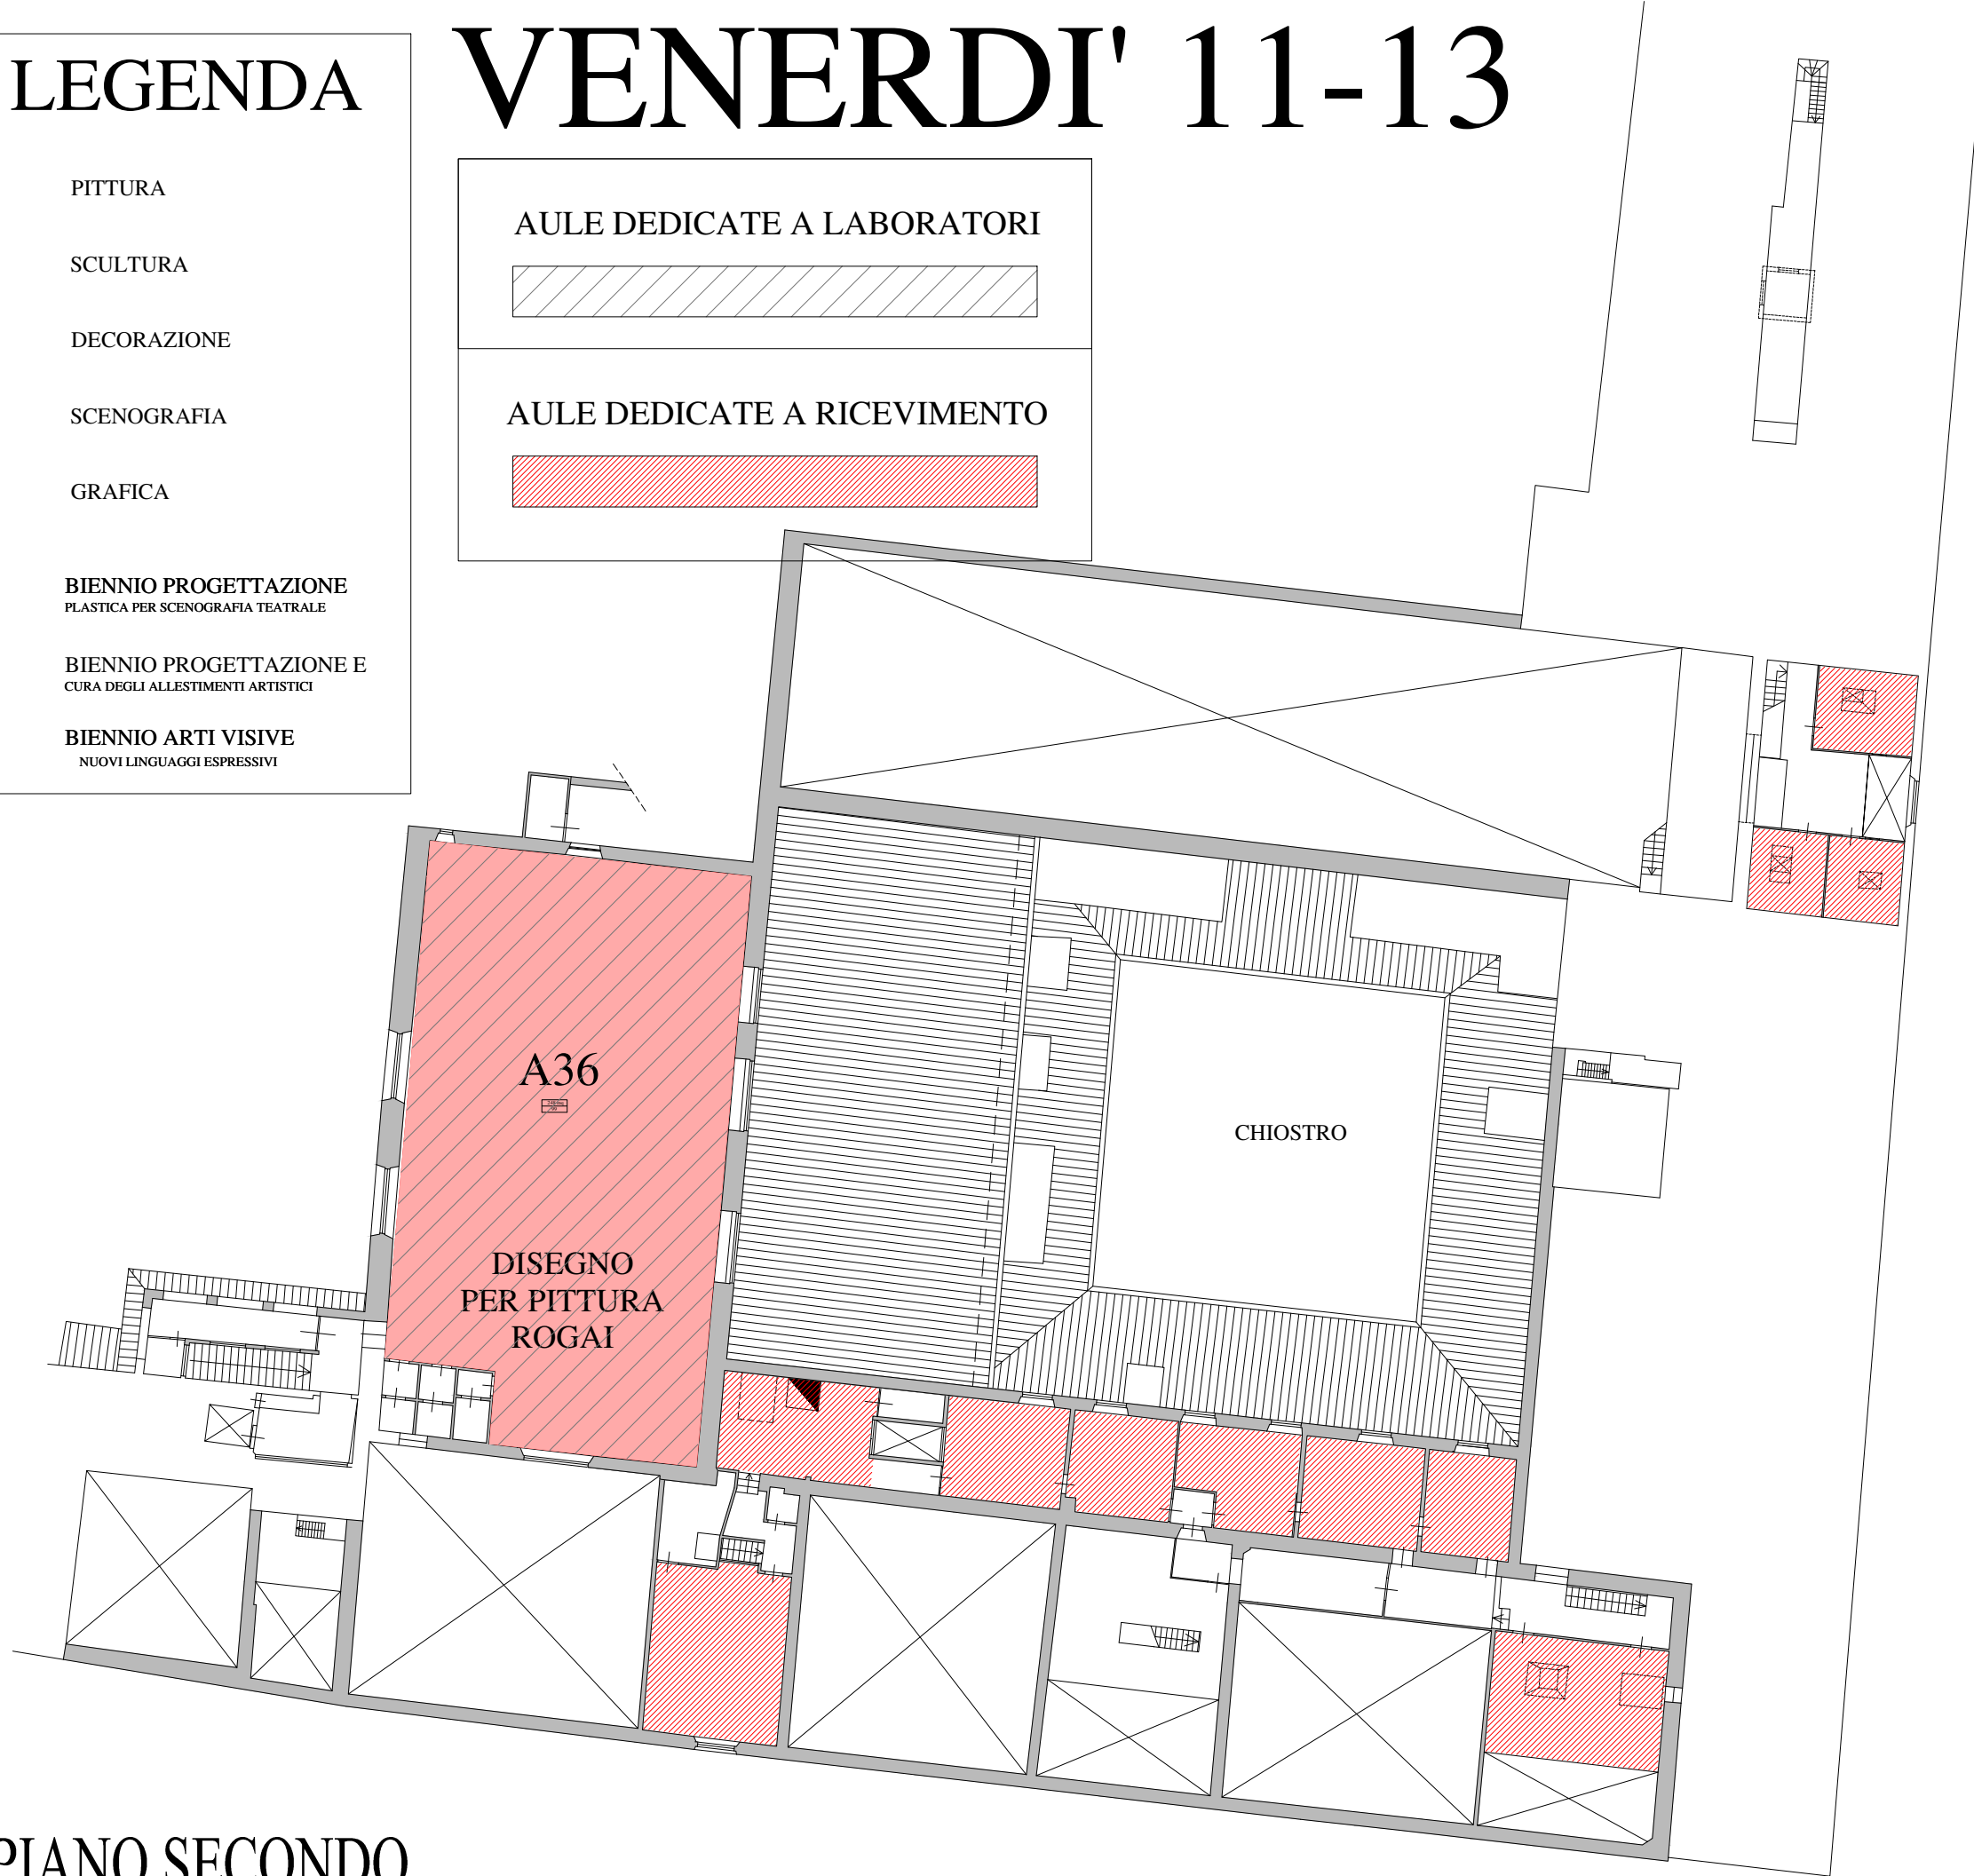 LEGENDA
VENERDI' 11-13
PITTURA
SCULTURA
DECORAZIONE
SCENOGRAFIA
GRAFICA
BIENNIO PROGETTAZIONE
PLASTICA PER SCENOGRAFIA TEATRALE
BIENNIO PROGETTAZIONE E
CURA DEGLI ALLESTIMENTI ARTISTICI
BIENNIO ARTI VISIVE
NUOVI LINGUAGGI ESPRESSIVI
AULE DEDICATE A LABORATORI
AULE DEDICATE A RICEVIMENTO
A36
CHIOSTRO
DISEGNO
PER PITTURA
ROGAI
PIANO SECONDO